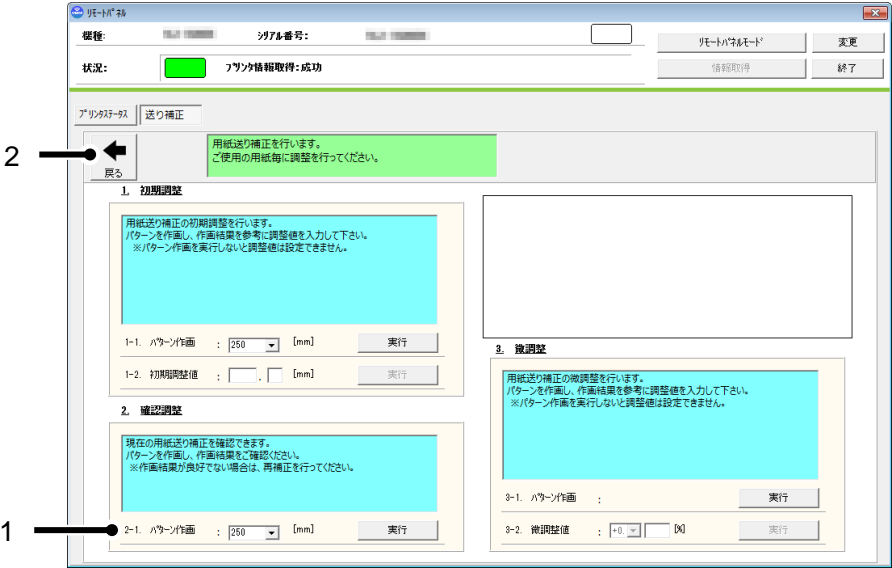 リモートパネル
機種:
シリアル番号:
リモートパネルモード
変更
状況:
プリンタ情報取得:成功
情報取得
終了
プリンタステータス
送り補正
2
戻る
用紙送り補正を行います。
ご使用の用紙毎に調整を行ってください。
1. 初期調整
用紙送り補正の初期調整を行います。
パターンを作画し、作画結果を参考に調整値を入力して下さい。
※パターン作画を実行しないと調整値は設定できません。
1-1. パターン作画 : 250 [mm] 実行
1-2. 初期調整値 : . [mm] 実行
2. 確認調整
現在の用紙送り補正を確認できます。
パターンを作画し、作画結果をご確認ください。
※作画結果が良好でない場合は、再補正を行ってください。
1
2-1. パターン作画 : 250 [mm] 実行
3. 微調整
用紙送り補正の微調整を行います。
パターンを作画し、作画結果を参考に調整値を入力して下さい。
※パターン作画を実行しないと調整値は設定できません。
3-1. パターン作画 : 実行
3-2. 微調整値 : +0. [%] 実行